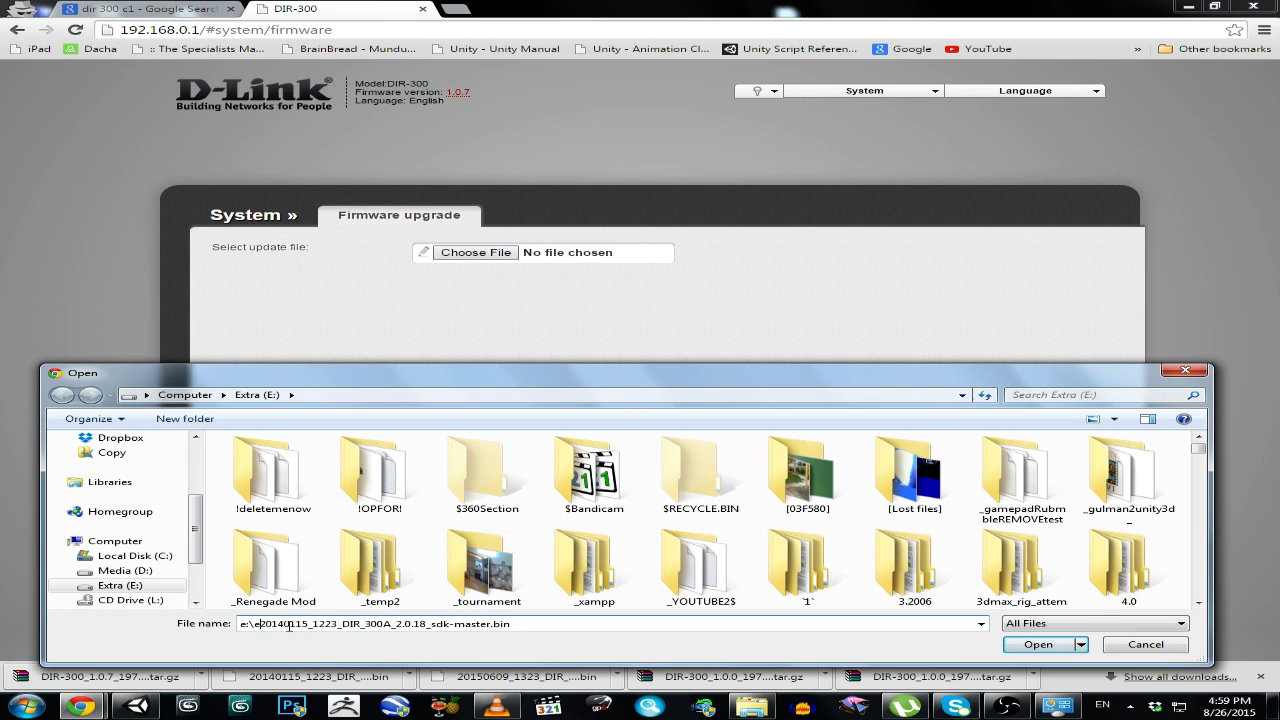 dir 300 c1 - Google Searc
DIR-300
192.168.0.1/#system/firmware
iPad
Dacha
:: The Specialists Ma...
BrainBread - Mundu...
Unity - Unity Manual
Unity - Animation Cl...
Unity Script Referen...
Google
YouTube
»
Other bookmarks
D-Link
Building Networks for People
Model:DIR-300
Firmware version: 1.0.7
Language: English
System
Language
System »
Firmware upgrade
Select update file:
Choose File
No file chosen
Open
Computer
Extra (E:)
Search Extra (E:)
Organize
New folder
Dropbox
Copy
Libraries
Homegroup
Computer
Local Disk (C:)
Media (D:)
Extra (E:)
CD Drive (L:)
!deletemenow
!OPFOR!
$360Section
$Bandicam
$RECYCLE.BIN
[03F580]
[Lost files]
_gamepadRubm
mbleREMOVEtest
_gulman2unity3d
_
_Renegade Mod
_temp2
_tournament
_xampp
_YOUTUBE2$
`1`
3.2006
3dmax_rig_attem
4.0
File name:
e:\e20140115_1223_DIR_300A_2.0.18_sdk-master.bin
All Files
Open
Cancel
DIR-300_1.0.7_197....tar.gz
20140115_1223_DIR_....bin
20150609_1323_DIR_....bin
DIR-300_1.0.0_197....tar.gz
DIR-300_1.0.0_197....tar.gz
Show all downloads...
321
EN
4:59 PM
8/26/2015